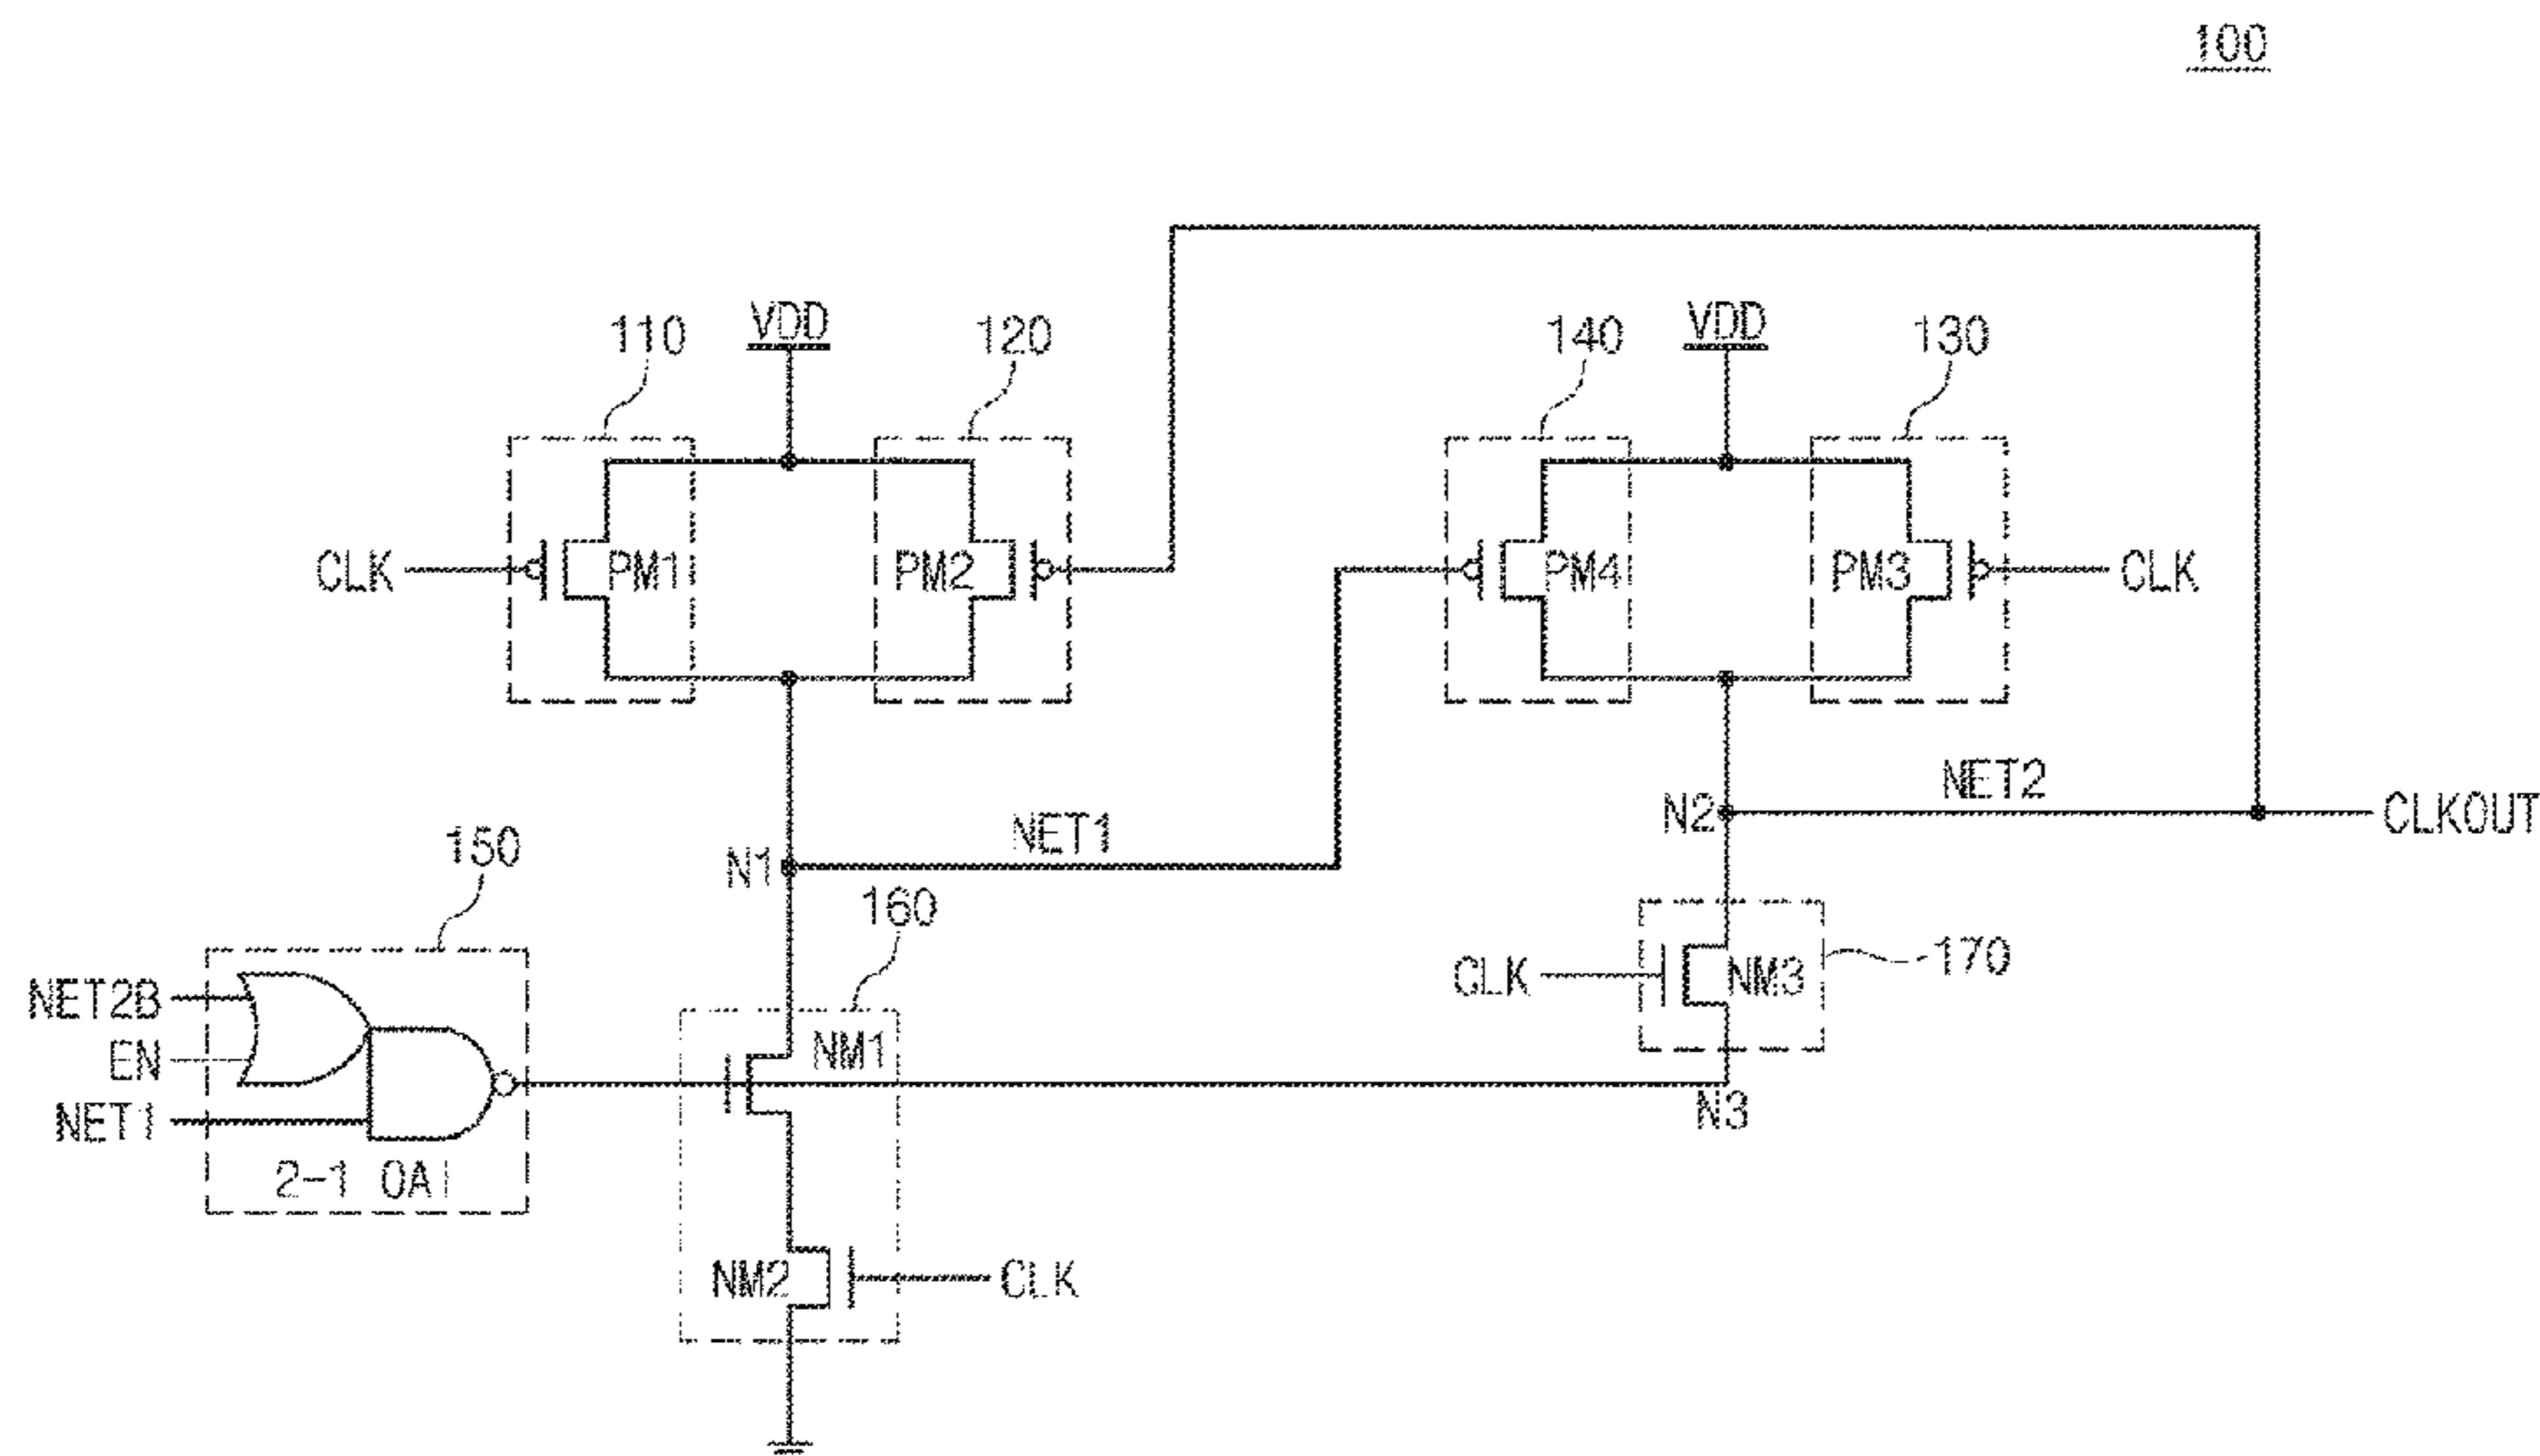 100
110
VDD
120
140
VDD
130
CLK
PM1
PM2
PM4
PM3
CLK
NET2
N2
CLKOUT
NET1
N1
150
160
170
CLK
NM3
NET2B
EN
NET1
2-1 OAI
NM1
N3
NM2
CLK